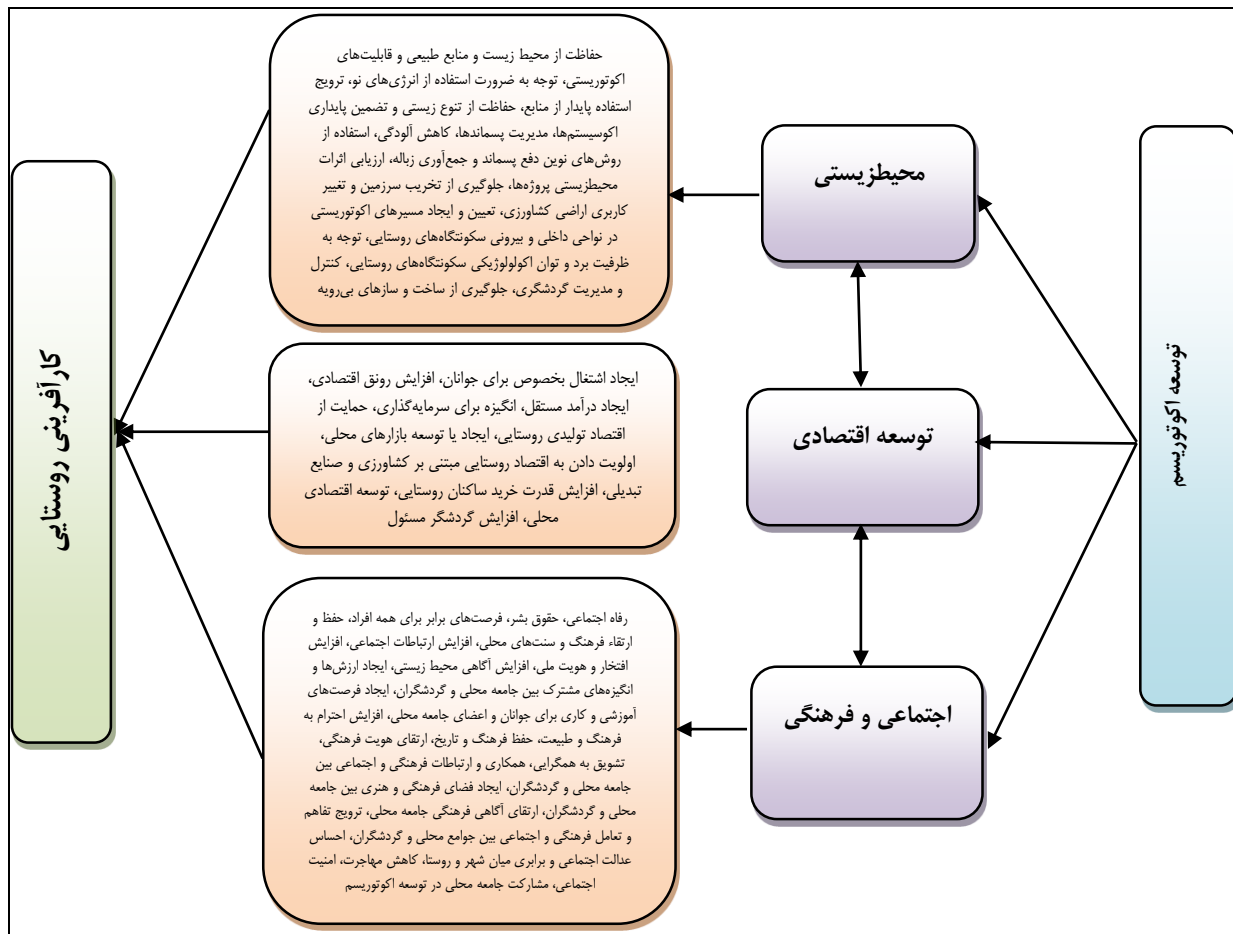 توسعه اکوتوریسم
محیطزیستی
حفاظت از محیط زیست و منابع طبیعی و قابلیت‌های
اکوتوریستی، توجه به ضرورت استفاده از انرژی‌های نو، ترویج
استفاده پایدار از منابع، حفاظت از تنوع زیستی و تضمین پایداری
اکوسیستم‌ها، مدیریت پسماندها، کاهش آلودگی، استفاده از
روش‌های نوین دفع پسماند و جمع‌آوری زباله، ارزیابی اثرات
محیطزیستی پروژه‌ها، جلوگیری از تخریب سرزمین و تغییر
کاربری اراضی کشاورزی، تعیین و ایجاد مسیرهای اکوتوریستی
در نواحی داخلی و بیرونی سکونتگاه‌های روستایی، توجه به
ظرفیت برد و توان اکولولوژیکی سکونتگاه‌های روستایی، کنترل
و مدیریت گردشگری، جلوگیری از ساخت و سازهای بی‌رویه
توسعه اقتصادی
ایجاد اشتغال بخصوص برای جوانان، افزایش رونق اقتصادی،
ایجاد درآمد مستقل، انگیزه برای سرمایه‌گذاری، حمایت از
اقتصاد تولیدی روستایی، ایجاد یا توسعه بازارهای محلی،
اولویت دادن به اقتصاد روستایی مبتنی بر کشاورزی و صنایع
تبدیلی، افزایش قدرت خرید ساکنان روستایی، توسعه اقتصادی
محلی، افزایش گردشگر مسئول
اجتماعی و فرهنگی
رفاه اجتماعی، حقوق بشر، فرصت‌های برابر برای همه افراد، حفظ و
ارتقاء فرهنگ و سنت‌های محلی، افزایش ارتباطات اجتماعی، افزایش
افتخار و هویت ملی، افزایش آگاهی محیط زیستی، ایجاد ارزش‌ها و
انگیزه‌های مشترک بین جامعه محلی و گردشگران، ایجاد فرصت‌های
آموزشی و کاری برای جوانان و اعضای جامعه محلی، افزایش احترام به
فرهنگ و طبیعت، حفظ فرهنگ و تاریخ، ارتقای هویت فرهنگی،
تشویق به همگرایی، همکاری و ارتباطات فرهنگی و اجتماعی بین
جامعه محلی و گردشگران، ایجاد فضای فرهنگی و هنری بین جامعه
محلی و گردشگران، ارتقای آگاهی فرهنگی جامعه محلی، ترویج تفاهم
و تعامل فرهنگی و اجتماعی بین جوامع محلی و گردشگران، احساس
عدالت اجتماعی و برابری میان شهر و روستا، کاهش مهاجرت، امنیت
اجتماعی، مشارکت جامعه محلی در توسعه اکوتوریسم
کارآفرینی روستایی